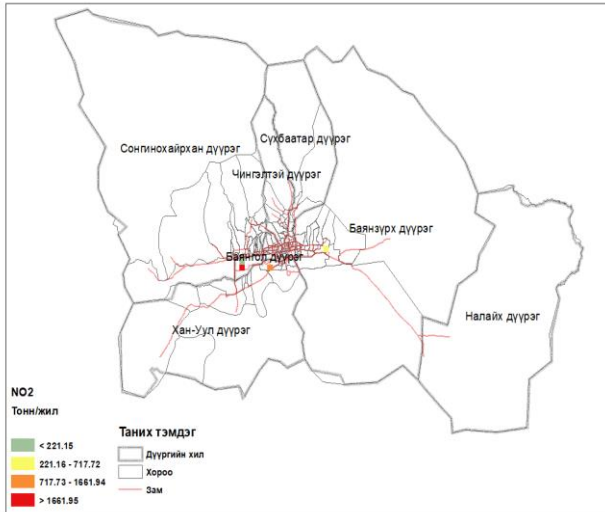 Сүхбаатар дүүрэг
Сонгинохайрхан дүүрэг
Чингэлтэй дүүрэг
Баянзүрх дүүрэг
Баянгол дүүрэг
Налайх дүүрэг
Хан-Уул дүүрэг
NO2
Тонн/жил
< 221.15
221.16 - 717.72
717.73 - 1661.94
> 1661.95
Таних тэмдэг
Дүүргийн хил
Хороо
Зам